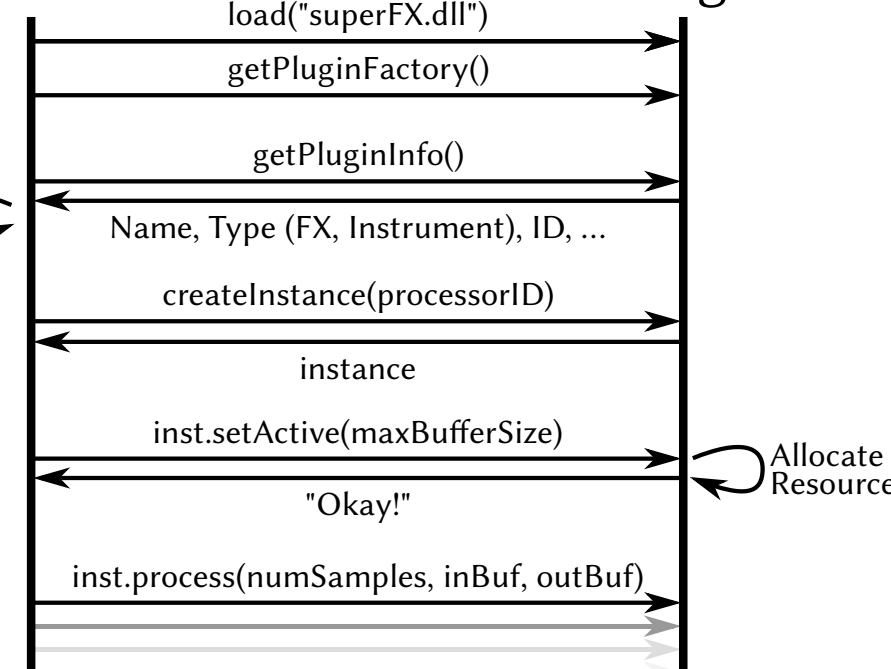 load("superFX.dll")
getPluginFactory()
getPluginInfo()
Name, Type (FX, Instrument), ID, ...
createInstance(processorID)
instance
inst.setActive(maxBufferSize)
Allocate
Resource
"Okay!"
inst.process(numSamples, inBuf, outBuf)